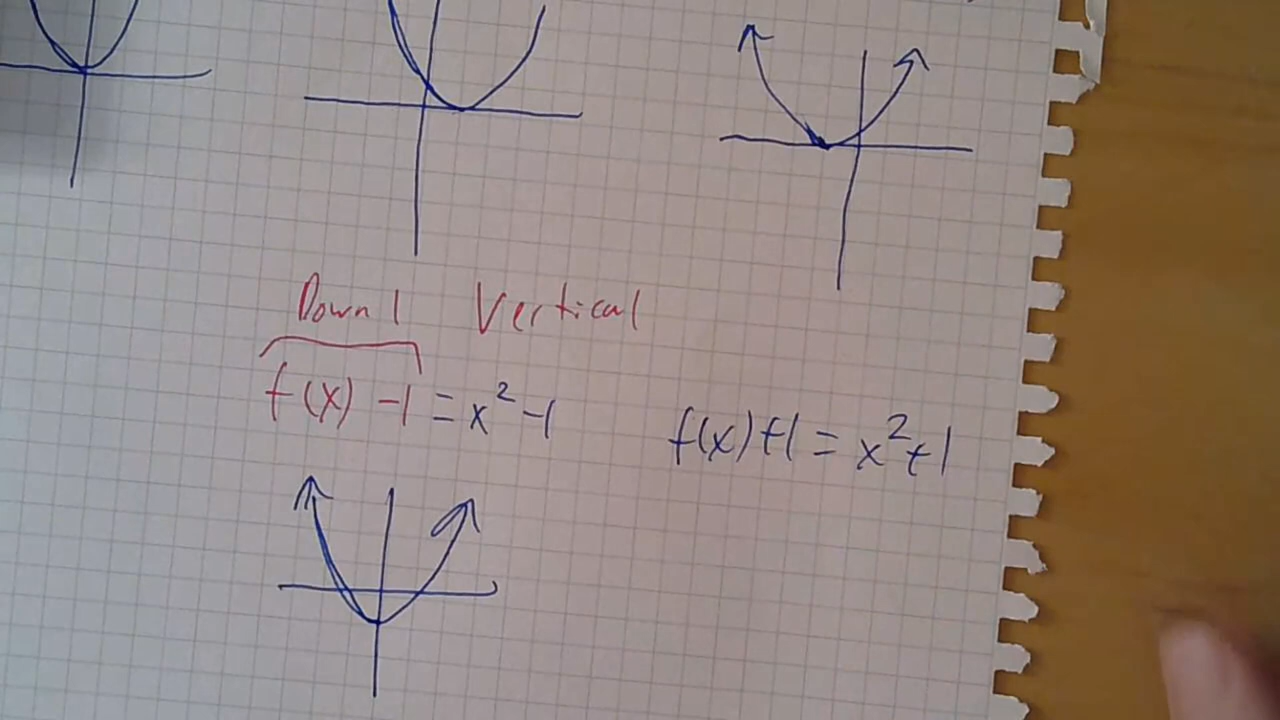 Down 1 Vertical
f(x) -1 = x² -1
f(x) +1 = x² +1